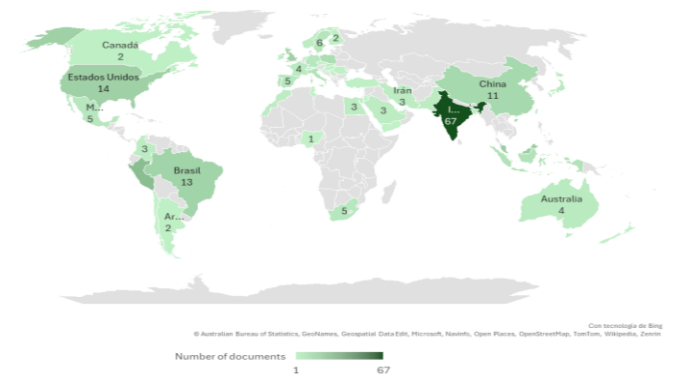 Canadá
2
Estados Unidos
14
M...
5
3
Brasil
13
Ar...
2
6
2
4
5
3
3
1
5
Irán
3
I...
67
China
11
Australia
4
Con tecnología de Bing
© Australian Bureau of Statistics, GeoNames, Geospatial Data Edit, Microsoft, Navinfo, Open Places, OpenStreetMap, TomTom, Wikipedia, Zenrin
Number of documents
1
67